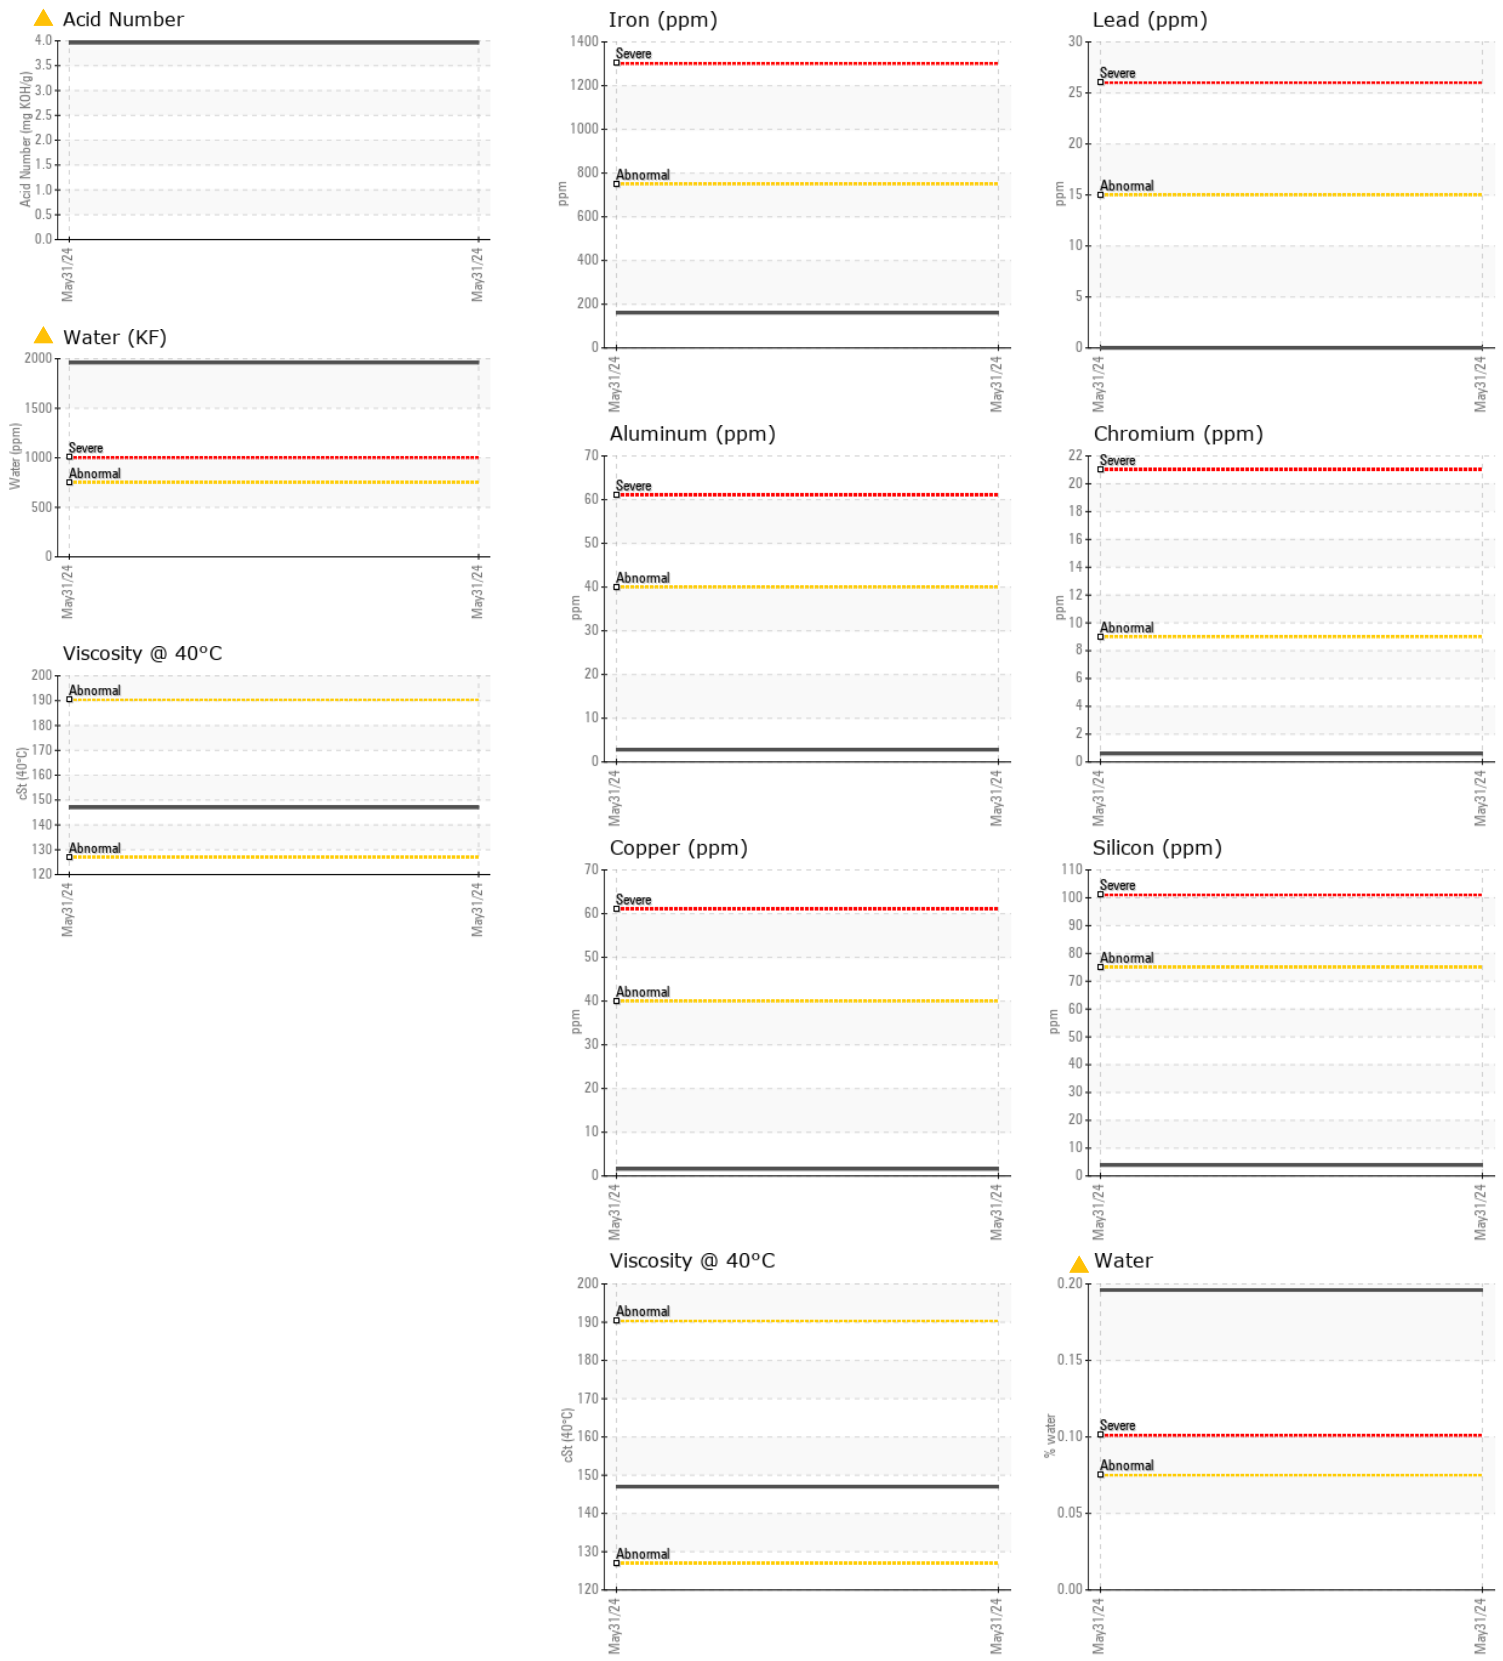 Acid Number
Acid Number (mg KOH/g)
4.0
3.5
3.0
2.5
2.0
1.5
1.0
0.5
0.0
May31/24
May31/24
Water (KF)
Water (ppm)
2000
1500
1000
500
0
Severe
Abnormal
May31/24
May31/24
Viscosity @ 40°C
cSt (40°C)
200
190
180
170
160
150
140
130
120
Abnormal
Abnormal
May31/24
May31/24
Iron (ppm)
ppm
1400
1200
1000
800
600
400
200
0
Severe
Abnormal
May31/24
May31/24
Lead (ppm)
ppm
30
25
20
15
10
5
0
Severe
Abnormal
May31/24
May31/24
Aluminum (ppm)
ppm
70
60
50
40
30
20
10
0
Severe
Abnormal
May31/24
May31/24
Chromium (ppm)
ppm
22
20
18
16
14
12
10
8
6
4
2
0
Severe
Abnormal
May31/24
May31/24
Copper (ppm)
ppm
70
60
50
40
30
20
10
0
Severe
Abnormal
May31/24
May31/24
Silicon (ppm)
ppm
110
100
90
80
70
60
50
40
30
20
10
0
Severe
Abnormal
May31/24
May31/24
Viscosity @ 40°C
cSt (40°C)
200
190
180
170
160
150
140
130
120
Abnormal
Abnormal
May31/24
May31/24
Water
% water
0.20
0.15
0.10
0.05
0.00
Severe
Abnormal
May31/24
May31/24